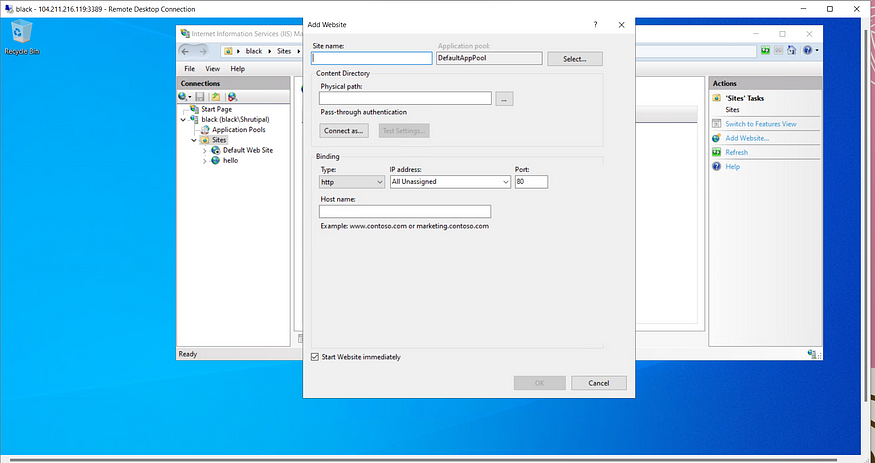 black - 104.211.216.119:3389 - Remote Desktop Connection
Recycle Bin
Internet Information Services (IIS) Ma
black Sites
File View Help
Connections
Start Page
black (black\Shrutipal)
Application Pools
Sites
Default Web Site
hello
Ready
Add Website
?
Site name:
Application pool:
DefaultAppPool
Select...
Content Directory
Physical path:
...
Pass-through authentication
Connect as...
Test Settings...
Binding
Type:
IP address:
Port:
http
All Unassigned
80
Host name:
Example: www.contoso.com or marketing.contoso.com
Start Website immediately
OK
Cancel
Actions
'Sites' Tasks
Sites
Switch to Features View
Add Website...
Refresh
Help